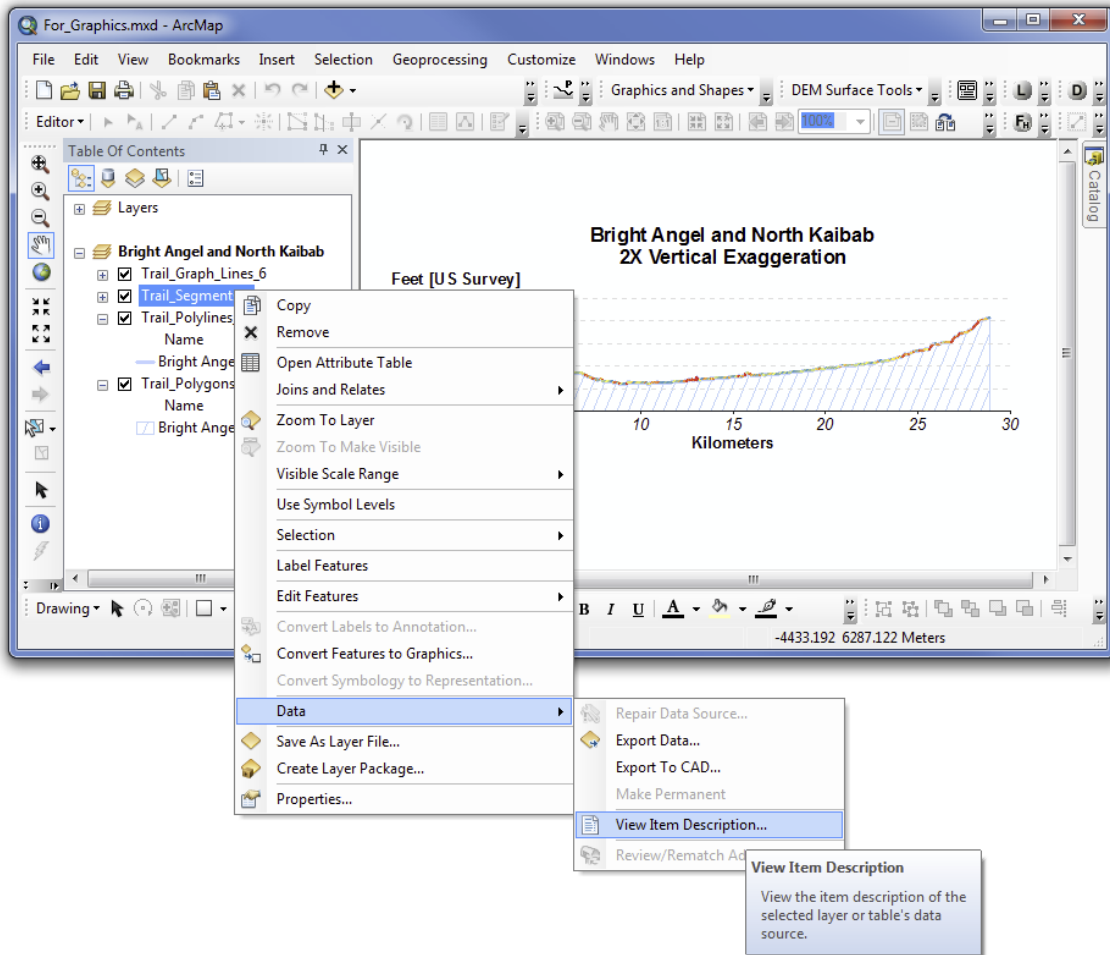 For_Graphics.mxd - ArcMap
File Edit View Bookmarks Insert Selection Geoprocessing Customize Windows Help
Graphics and Shapes DEM Surface Tools L D
Editor 100% FH
Table Of Contents
Catalog
Layers
Bright Angel and North Kaibab
Trail_Graph_Lines_6
Trail_Segment
Trail_Polylines_
Name
Bright Ange
Trail_Polygons
Name
Bright Ange
Bright Angel and North Kaibab
2X Vertical Exaggeration
Feet [US Survey]
10 15 20 25 30
Kilometers
Copy
Remove
Open Attribute Table
Joins and Relates
Zoom To Layer
Zoom To Make Visible
Visible Scale Range
Use Symbol Levels
Selection
Label Features
Edit Features
Convert Labels to Annotation...
Convert Features to Graphics...
Convert Symbology to Representation...
Data
Save As Layer File...
Create Layer Package...
Properties...
Drawing B I U A
-4433.192 6287.122 Meters
Repair Data Source...
Export Data...
Export To CAD...
Make Permanent
View Item Description...
Review/Rematch Ad
View Item Description
View the item description of the
selected layer or table's data
source.